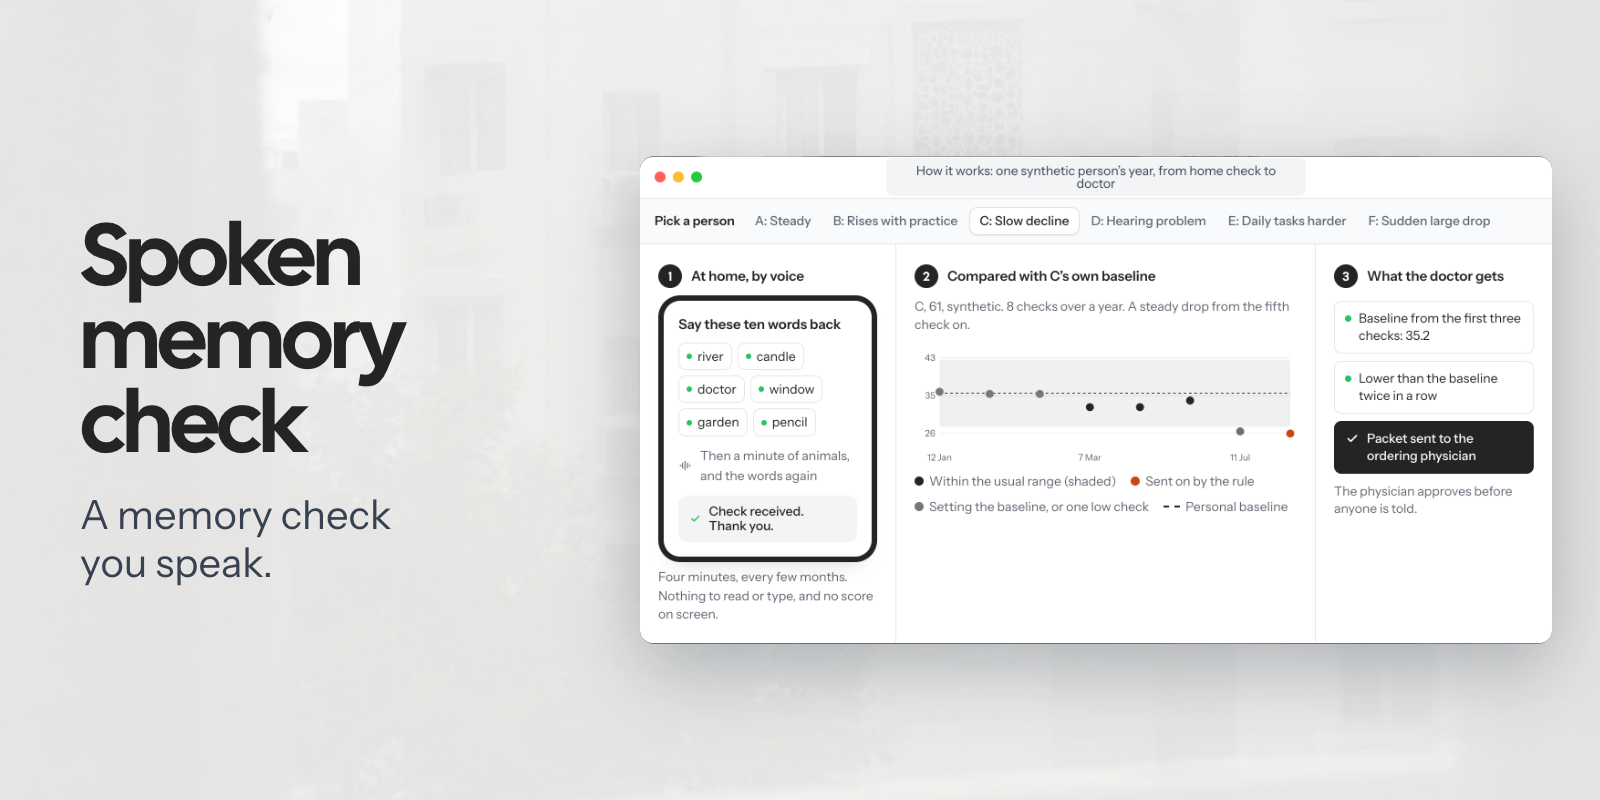 Spoken
memory
check
A memory check
you speak.
How it works: one synthetic person's year, from home check to
doctor
Pick a person
A: Steady
B: Rises with practice
C: Slow decline
D: Hearing problem
E: Daily tasks harder
F: Sudden large drop
1 At home, by voice
Say these ten words back
river
candle
doctor
window
garden
pencil
Then a minute of animals,
and the words again
Check received.
Thank you.
Four minutes, every few months.
Nothing to read or type, and no score
on screen.
2 Compared with C's own baseline
C, 61, synthetic. 8 checks over a year. A steady drop from the fifth
check on.
43
35
26
12 Jan
7 Mar
11 Jul
Within the usual range (shaded)
Sent on by the rule
Setting the baseline, or one low check
Personal baseline
3 What the doctor gets
Baseline from the first three
checks: 35.2
Lower than the baseline
twice in a row
Packet sent to the
ordering physician
The physician approves before
anyone is told.